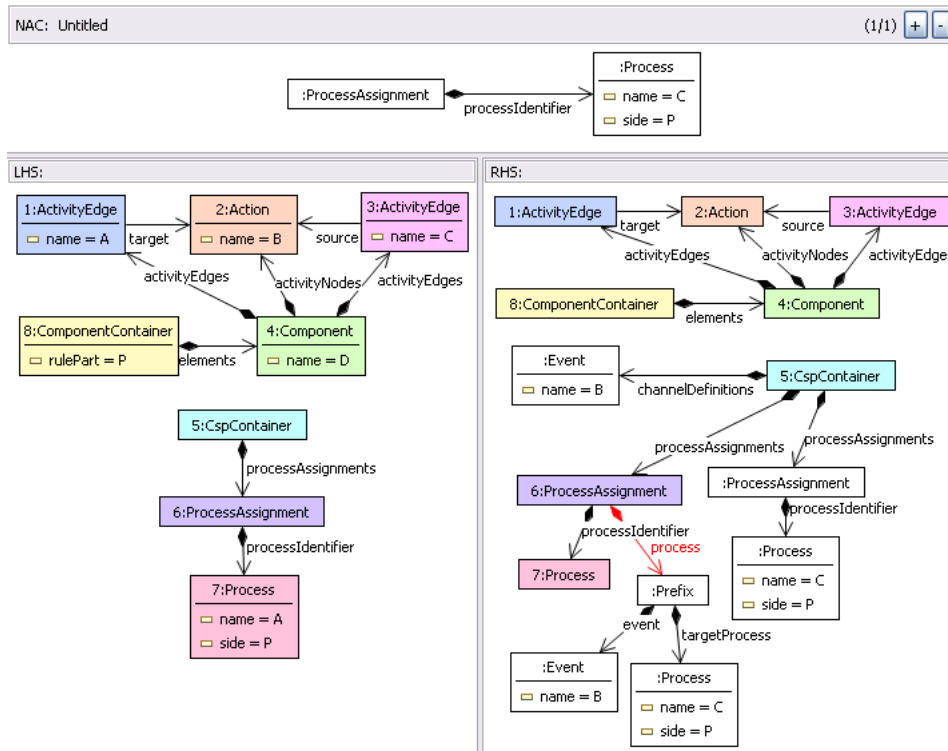 NAC: Untitled
(1/1) + -
:ProcessAssignment
processIdentifier
:Process
name = C
side = P
LHS:
1:ActivityEdge
name = A
target
2:Action
name = B
source
3:ActivityEdge
name = C
activityEdges
activityNodes
activityEdges
8:ComponentContainer
rulePart = P
elements
4:Component
name = D
5:CspContainer
processAssignments
6:ProcessAssignment
processIdentifier
7:Process
name = A
side = P
RHS:
1:ActivityEdge
target
2:Action
source
3:ActivityEdge
activityEdges
activityNodes
activityEdges
8:ComponentContainer
elements
4:Component
:Event
name = B
channelDefinitions
5:CspContainer
processAssignments
processAssignments
6:ProcessAssignment
:ProcessAssignment
processIdentifier
processIdentifier
process
7:Process
:Prefix
:Process
name = C
side = P
event
targetProcess
:Event
name = B
:Process
name = C
side = P